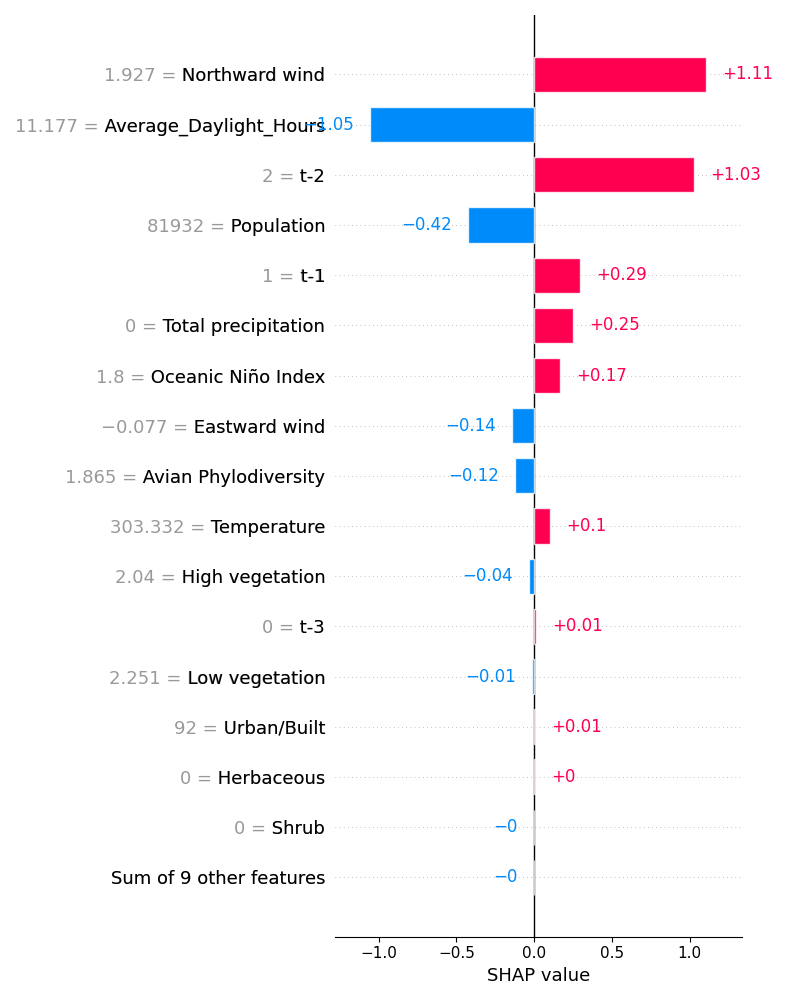 1.927 = Northward wind +1.11
11.177 = Average_Daylight_Hours −1.05
2 = t-2 +1.03
81932 = Population −0.42
1 = t-1 +0.29
0 = Total precipitation +0.25
1.8 = Oceanic Niño Index +0.17
−0.077 = Eastward wind −0.14
1.865 = Avian Phylodiversity −0.12
303.332 = Temperature +0.1
2.04 = High vegetation −0.04
0 = t-3 +0.01
2.251 = Low vegetation −0.01
92 = Urban/Built +0.01
0 = Herbaceous +0
0 = Shrub −0
Sum of 9 other features −0
−1.0 −0.5 0.0 0.5 1.0
SHAP value